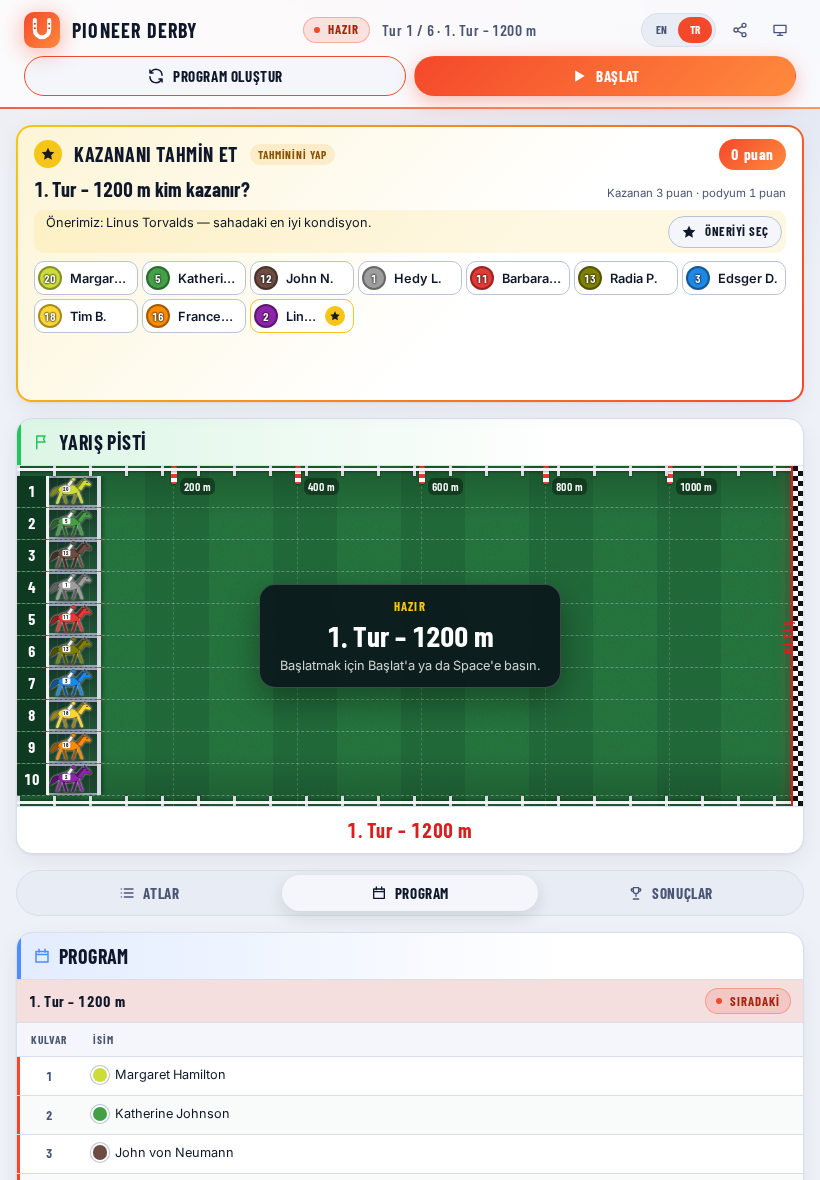 PIONEER DERBY
HAZIR
Tur 1 / 6 · 1. Tur – 1200 m
EN
TR
PROGRAM OLUŞTUR
BAŞLAT
KAZANANI TAHMİN ET
TAHMİNİNİ YAP
0 puan
1. Tur – 1200 m kim kazanır?
Kazanan 3 puan · podyum 1 puan
Önerimiz: Linus Torvalds — sahadaki en iyi kondisyon.
ÖNERİYİ SEÇ
20 Margar…
5 Katheri…
12 John N.
1 Hedy L.
11 Barbara…
13 Radia P.
3 Edsger D.
18 Tim B.
16 France…
2 Lin…
YARIŞ PİSTİ
200 m
400 m
600 m
800 m
1000 m
1
2
3
4
5
6
7
8
9
10
HAZIR
1. Tur – 1200 m
Başlatmak için Başlat'a ya da Space'e basın.
1. Tur – 1200 m
ATLAR
PROGRAM
SONUÇLAR
PROGRAM
1. Tur – 1200 m
SIRADAKİ
KULVAR
İSİM
1 Margaret Hamilton
2 Katherine Johnson
3 John von Neumann